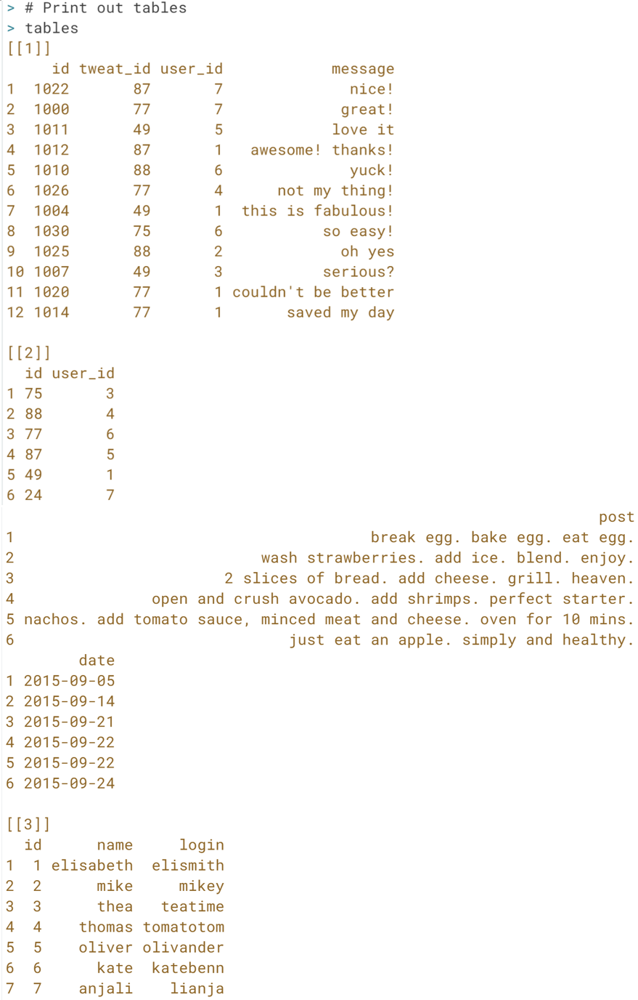 > # Print out tables
> tables
[[1]]
     id tweat_id user_id            message
1  1022       87       7              nice!
2  1000       77       7             great!
3  1011       49       5            love it
4  1012       87       1   awesome! thanks!
5  1010       88       6              yuck!
6  1026       77       4      not my thing!
7  1004       49       1  this is fabulous!
8  1030       75       6           so easy!
9  1025       88       2             oh yes
10 1007       49       3           serious?
11 1020       77       1 couldn't be better
12 1014       77       1       saved my day
[[2]]
  id user_id
1 75       3
2 88       4
3 77       6
4 87       5
5 49       1
6 24       7
                                                                 post
1                                       break egg. bake egg. eat egg.
2                           wash strawberries. add ice. blend. enjoy.
3                       2 slices of bread. add cheese. grill. heaven.
4               open and crush avocado. add shrimps. perfect starter.
5 nachos. add tomato sauce, minced meat and cheese. oven for 10 mins.
6                              just eat an apple. simply and healthy.
        date
1 2015-09-05
2 2015-09-14
3 2015-09-21
4 2015-09-22
5 2015-09-22
6 2015-09-24
[[3]]
  id      name     login
1  1 elisabeth  elismith
2  2      mike     mikey
3  3      thea   teatime
4  4    thomas tomatotom
5  5    oliver olivander
6  6      kate  katebenn
7  7    anjali    lianja